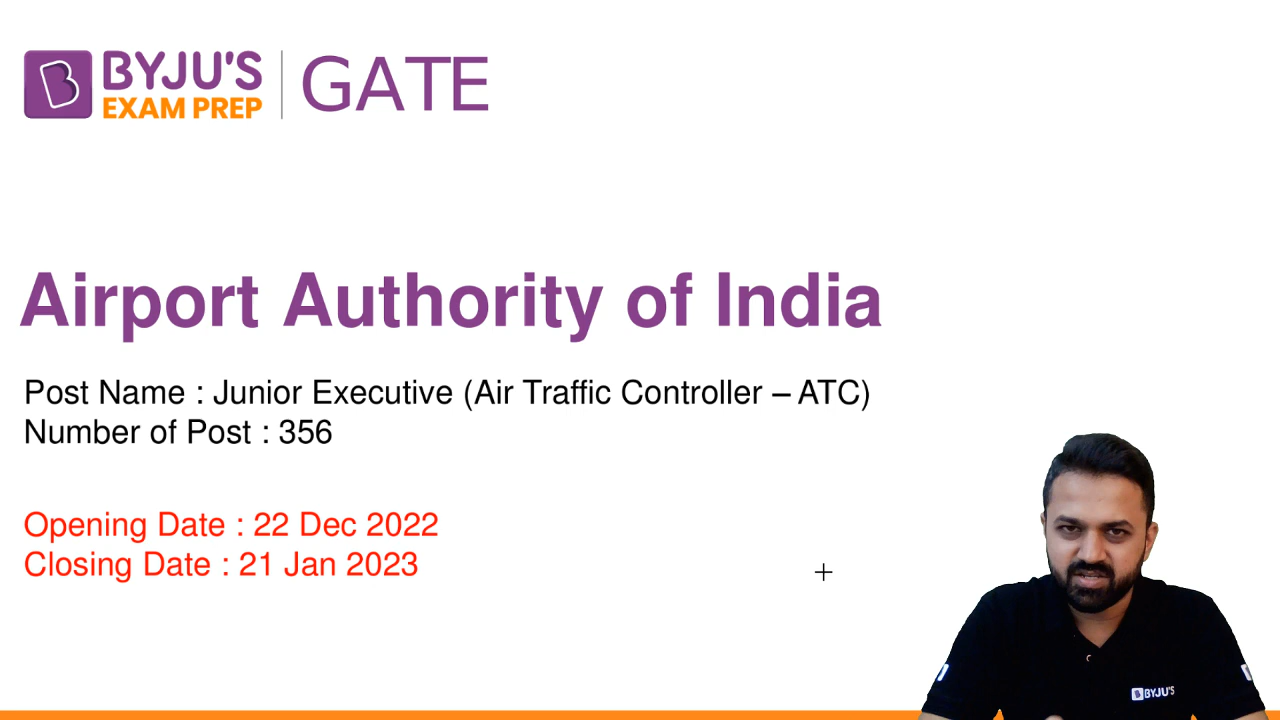 BYJU'S
EXAM PREP
GATE
Airport Authority of India
Post Name : Junior Executive (Air Traffic Controller – ATC)
Number of Post : 356
Opening Date : 22 Dec 2022
Closing Date : 21 Jan 2023
BYJU'S